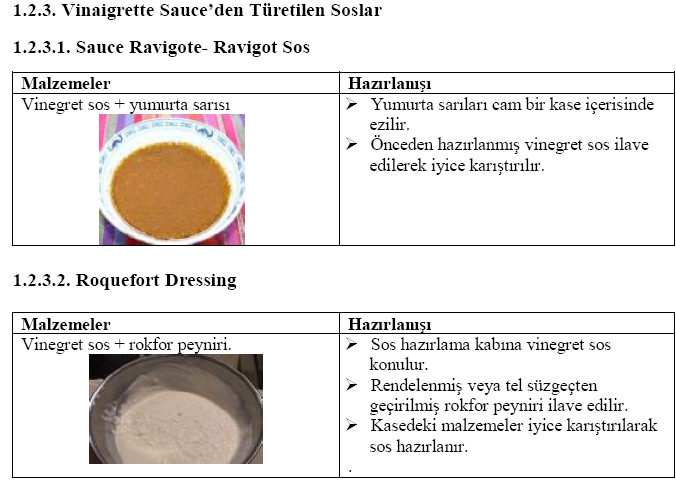 1.2.3. Vinaigrette Sauce’den Türetilen Soslar
1.2.3.1. Sauce Ravigote- Ravigot Sos
Malzemeler
Hazırlanışı
Vinegret sos + yumurta sarısı
➢ Yumurta sarıları cam bir kase içerisinde
ezilir.
➢ Önceden hazırlanmış vinegret sos ilave
edilerek iyice karıştırılır.
1.2.3.2. Roquefort Dressing
Malzemeler
Hazırlanışı
Vinegret sos + rokfor peyniri.
➢ Sos hazırlama kabına vinegret sos
konulur.
➢ Rendelenmiş veya tel süzgeçten
geçirilmiş rokfor peyniri ilave edilir.
➢ Kasedeki malzemeler iyice karıştırılarak
sos hazırlanır.
.